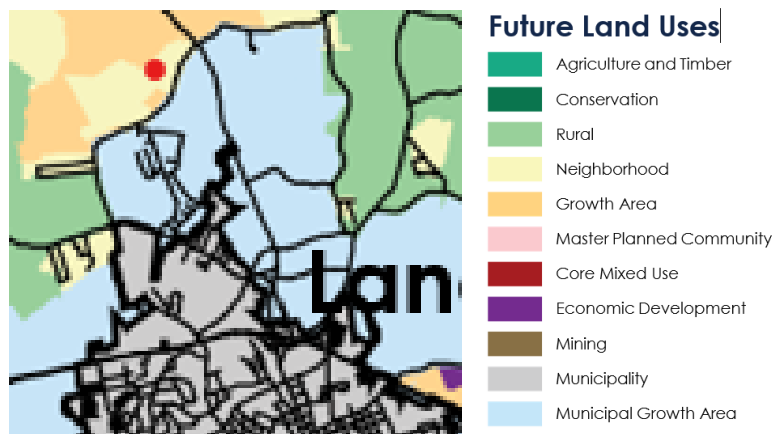 Future Land Uses
Agriculture and Timber
Conservation
Rural
Neighborhood
Growth Area
Master Planned Community
Core Mixed Use
Economic Development
Mining
Municipality
Municipal Growth Area
Lan